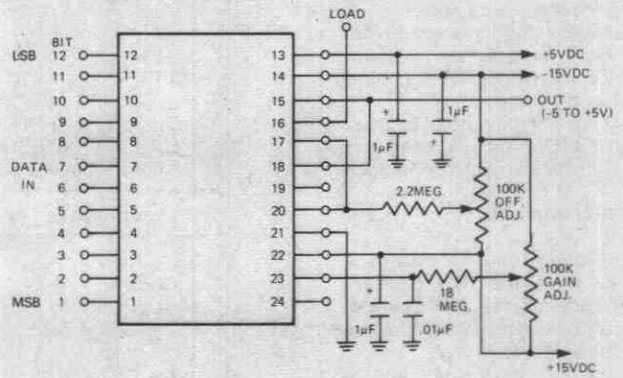 LOAD
BIT
LSB 12 12 13 +5VDC
11 11 14 -15VDC
10 10 15 OUT
(-5 TO +5V)
9 9 16
8 8 17
1µF 1µF
+ +
DATA 7 7 18
IN
6 6 19
5 5 20
2.2MEG.
100K
OFF.
ADJ.
4 4 21
3 3 22
2 2 23
MSB 1 1 24
+
1µF .01µF
18
MEG.
100K
GAIN
ADJ.
+15VDC